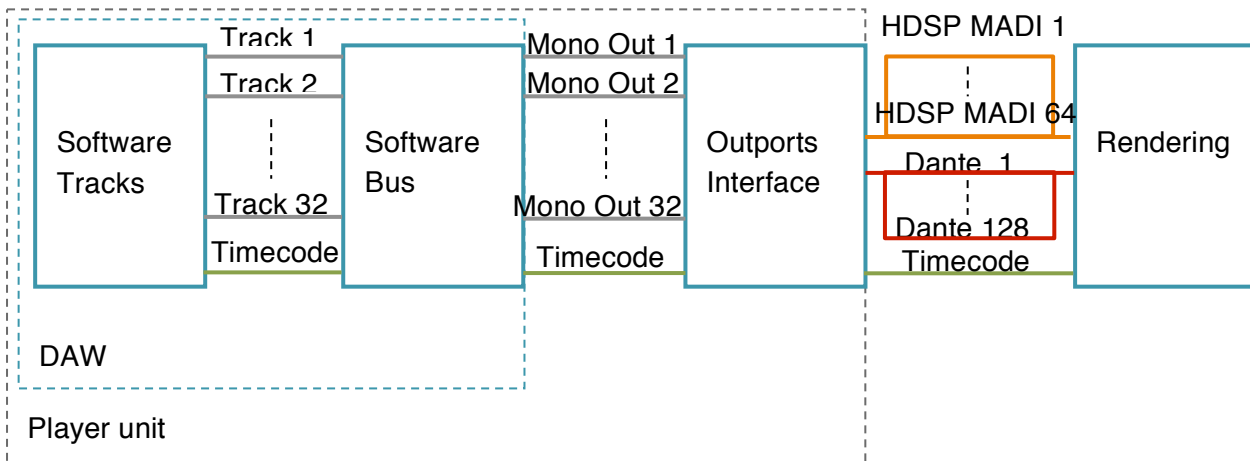 Track 1
Mono Out 1
HDSP MADI 1
Track 2
Mono Out 2
HDSP MADI 64
Software
Tracks
Software
Bus
Outports
Interface
Rendering
Dante 1
Track 32
Mono Out 32
Dante 128
Timecode
Timecode
Timecode
DAW
Player unit